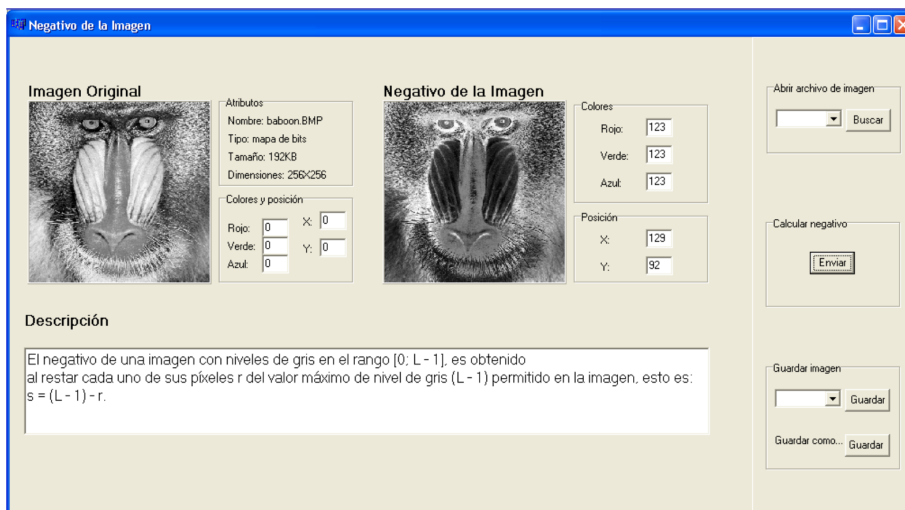 Negativo de la Imagen
Imagen Original
Atributos
Nombre: baboon.BMP
Tipo: mapa de bits
Tamaño: 192KB
Dimensiones: 256X256
Colores y posición
Rojo: 0
X: 0
Verde: 0
Y: 0
Azul: 0
Negativo de la Imagen
Colores
Rojo: 123
Verde: 123
Azul: 123
Posición
X: 129
Y: 92
Abrir archivo de imagen
Buscar
Calcular negativo
Enviar
Guardar imagen
Guardar
Guardar como... Guardar
Descripción
El negativo de una imagen con niveles de gris en el rango [0; L - 1], es obtenido
al restar cada uno de sus píxeles r del valor máximo de nivel de gris (L - 1) permitido en la imagen, esto es:
s = (L - 1) - r.